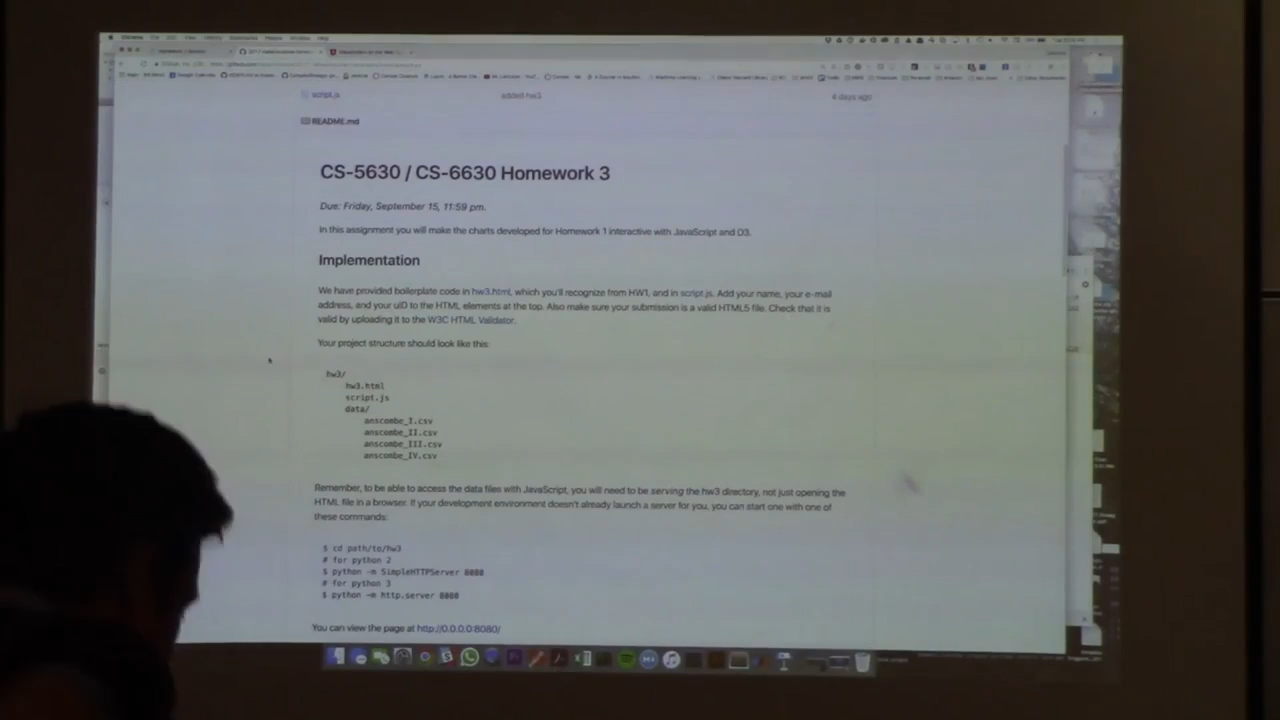 script.js added hw3 4 days ago
README.md
CS-5630 / CS-6630 Homework 3
Due: Friday, September 15, 11:59 pm.
In this assignment you will make the charts developed for Homework 1 interactive with JavaScript and D3.
Implementation
We have provided boilerplate code in hw3.html, which you'll recognize from HW1, and in script.js. Add your name, your e-mail
address, and your uID to the HTML elements at the top. Also make sure your submission is a valid HTML5 file. Check that it is
valid by uploading it to the W3C HTML Validator.
Your project structure should look like this:
hw3/
hw3.html
script.js
data/
anscombe_I.csv
anscombe_II.csv
anscombe_III.csv
anscombe_IV.csv
Remember, to be able to access the data files with JavaScript, you will need to be serving the hw3 directory, not just opening the
HTML file in a browser. If your development environment doesn't already launch a server for you, you can start one with one of
these commands:
$ cd path/to/hw3
# for python 2
$ python -m SimpleHTTPServer 8080
# for python 3
$ python -m http.server 8080
You can view the page at http://0.0.0.0:8080/